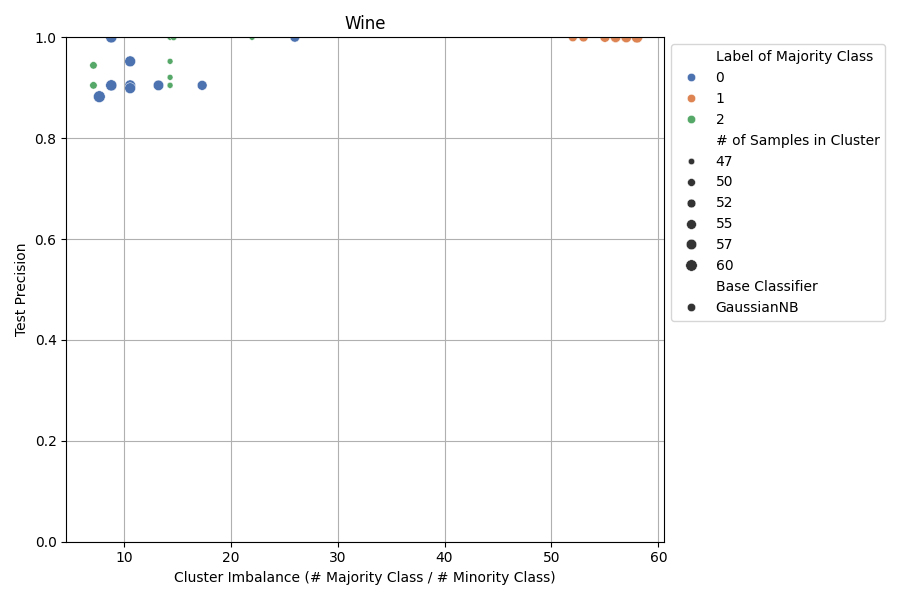 Wine
1.0
0.8
0.6
0.4
0.2
0.0
Test Precision
10 20 30 40 50 60
Cluster Imbalance (# Majority Class / # Minority Class)
Label of Majority Class
0
1
2
# of Samples in Cluster
47
50
52
55
57
60
Base Classifier
GaussianNB